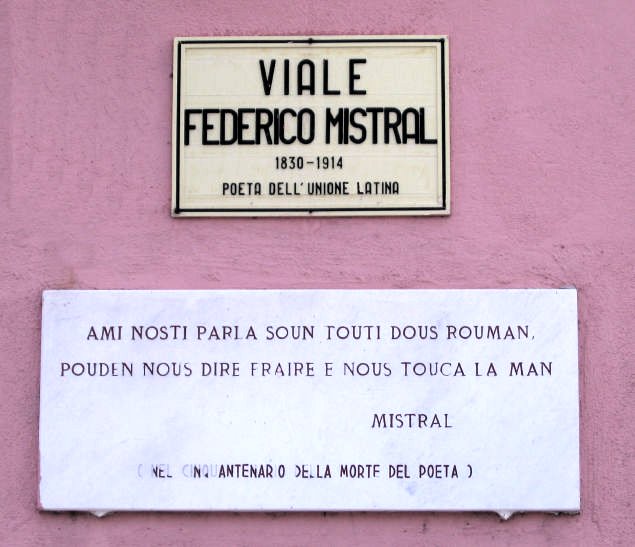 VIALE
FEDERICO MISTRAL
1830-1914
POETA DELL'UNIONE LATINA
AMI NOSTI PARLA SOUN TOUTI DOUS ROUMAN,
POUDEN NOUS DIRE FRAIRE E NOUS TOUCA LA MAN
MISTRAL
( NEL CINQUANTENARIO DELLA MORTE DEL POETA )